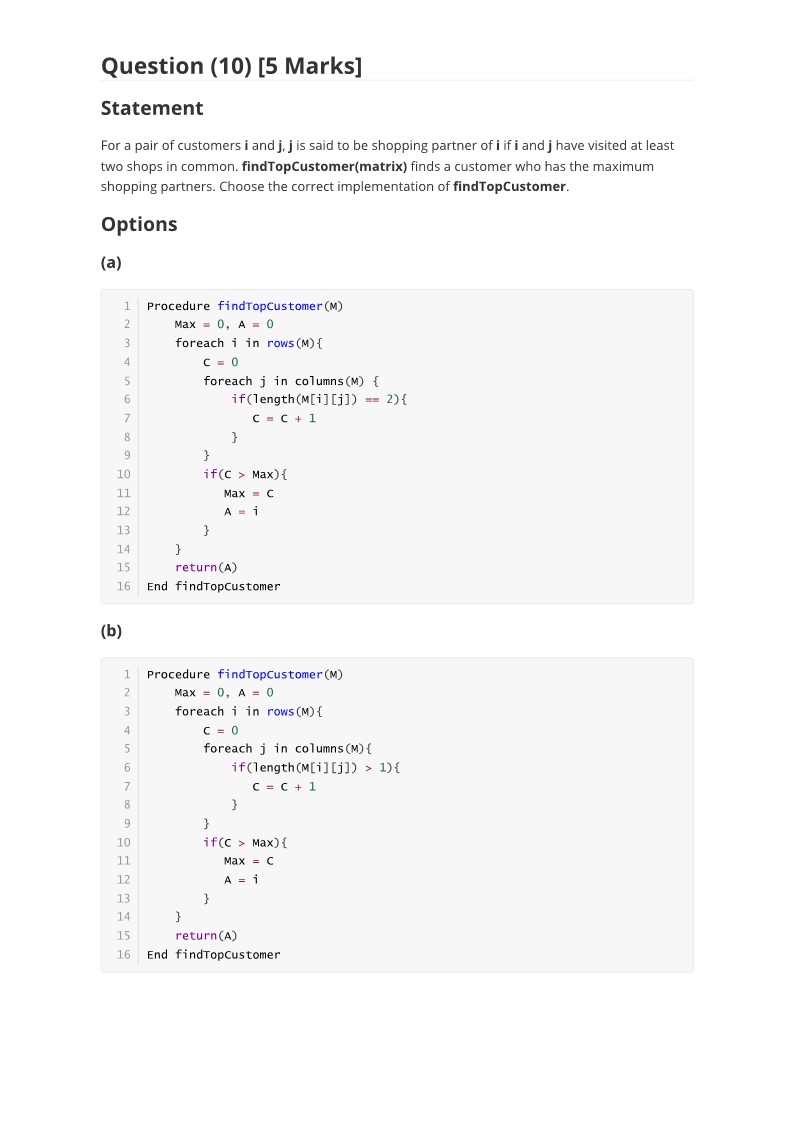 Question (10) [5 Marks]
Statement
For a pair of customers i and j, j is said to be shopping partner of i if i and j have visited at least
two shops in common. findTopCustomer(matrix) finds a customer who has the maximum
shopping partners. Choose the correct implementation of findTopCustomer.
Options
(a)
1 Procedure findTopCustomer(M)
2     Max = 0, A = 0
3     foreach i in rows(M){
4         C = 0
5         foreach j in columns(M) {
6             if(length(M[i][j]) == 2){
7                C = C + 1
8             }
9         }
10         if(C > Max){
11            Max = C
12            A = i
13         }
14     }
15     return(A)
16 End findTopCustomer
(b)
1 Procedure findTopCustomer(M)
2     Max = 0, A = 0
3     foreach i in rows(M){
4         C = 0
5         foreach j in columns(M){
6             if(length(M[i][j]) > 1){
7                C = C + 1
8             }
9         }
10         if(C > Max){
11            Max = C
12            A = i
13         }
14     }
15     return(A)
16 End findTopCustomer